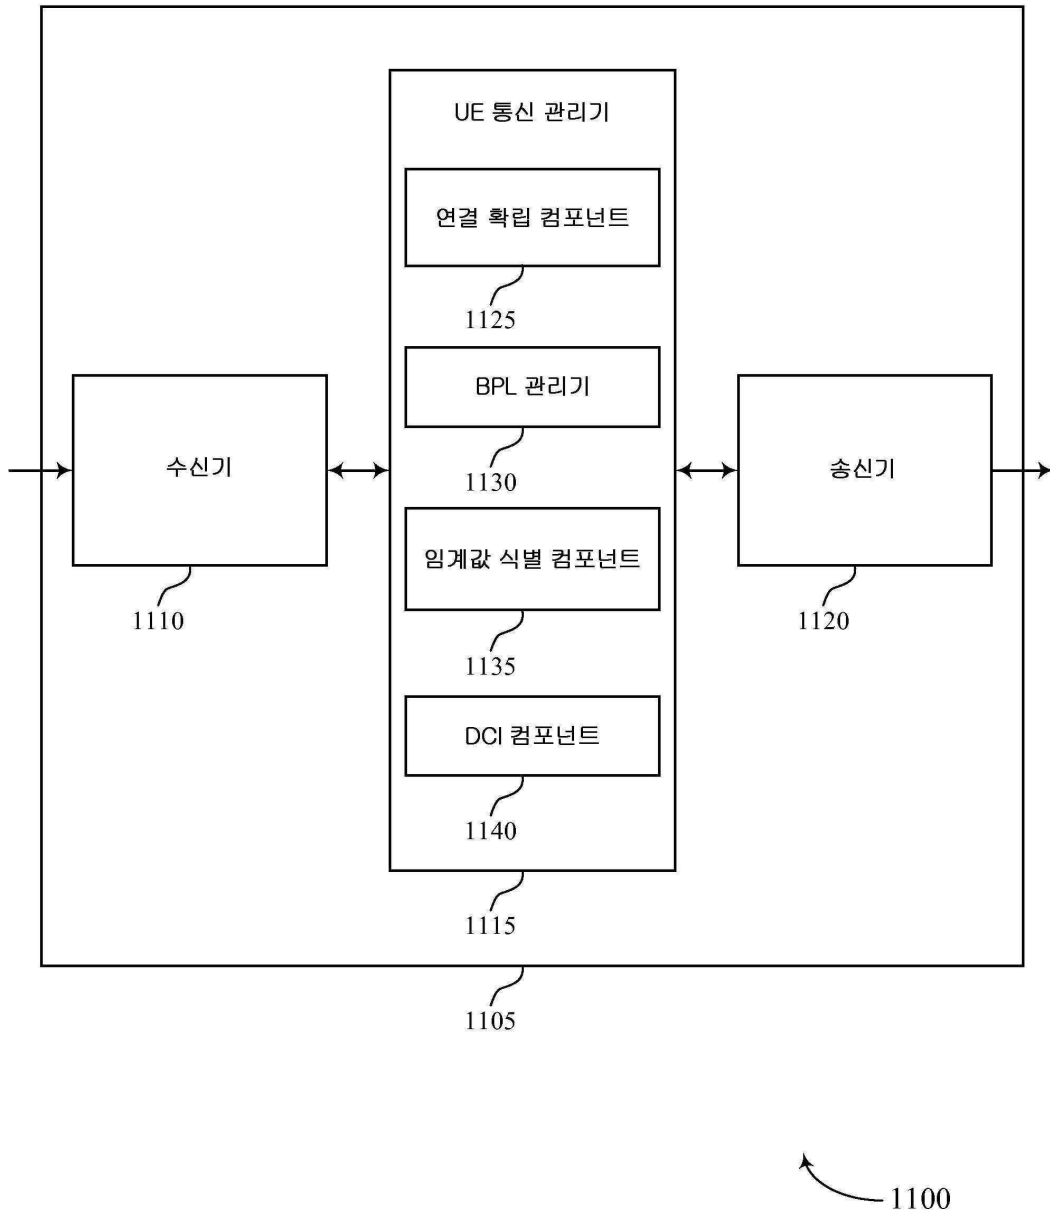 UE 통신 관리기
연결 확립 컴포넌트
1125
BPL 관리기
1130
수신기
1110
송신기
1120
임계값 식별 컴포넌트
1135
DCI 컴포넌트
1140
1115
1105
1100